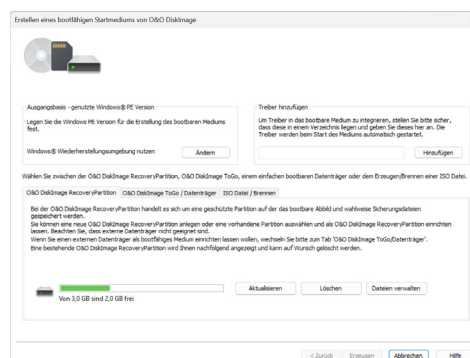 Erstellen eines bootfähigen Startmediums von O&O DiskImage
Ausgangsbasis - genutzte Windows® PE Version
Legen Sie die Windows PE Version für die Erstellung des bootbaren Mediums
fest.
Windows® Wiederherstellungsumgebung nutzen
Ändern
Treiber hinzufügen
Um Treiber in das bootbare Medium zu integrieren, stellen Sie bitte sicher,
dass diese in einem Verzeichnis liegen und geben Sie dieses hier an. Die
Treiber werden beim Start des Mediums automatisch gestartet.
Hinzufügen
Wählen Sie zwischen der O&O DiskImage RecoveryPartition, O&O DiskImage ToGo, einem einfachen bootbaren Datenträger oder dem Erzeugen/Brennen einer ISO Datei.
O&O DiskImage RecoveryPartition O&O DiskImage ToGo / Datenträger ISO Datei / Brennen
Bei der O&O DiskImage RecoveryPartition handelt es sich um eine geschützte Partition auf der das bootbare Abbild und wahlweise Sicherungsdateien
gespeichert werden.
Sie können eine neue O&O DiskImage RecoveryPartition anlegen oder eine vorhandene Partition auswählen und als O&O DiskImage RecoveryPartition einrichten
lassen. Beachten Sie, dass externe Datenträger nicht geeignet sind.
Wenn Sie einen externen Datenträger als bootfähiges Medium einrichten lassen wollen, wechseln Sie bitte zum Tab 'O&O DiskImage ToGo/Datenträger'.
Eine bestehende O&O DiskImage RecoveryPartition wird Ihnen nachfolgend angezeigt und kann auf Wunsch gelöscht werden.
Aktualisieren Löschen Dateien verwalten
Von 3,0 GB sind 2,0 GB frei
< Zurück Erzeugen Abbrechen Hilfe